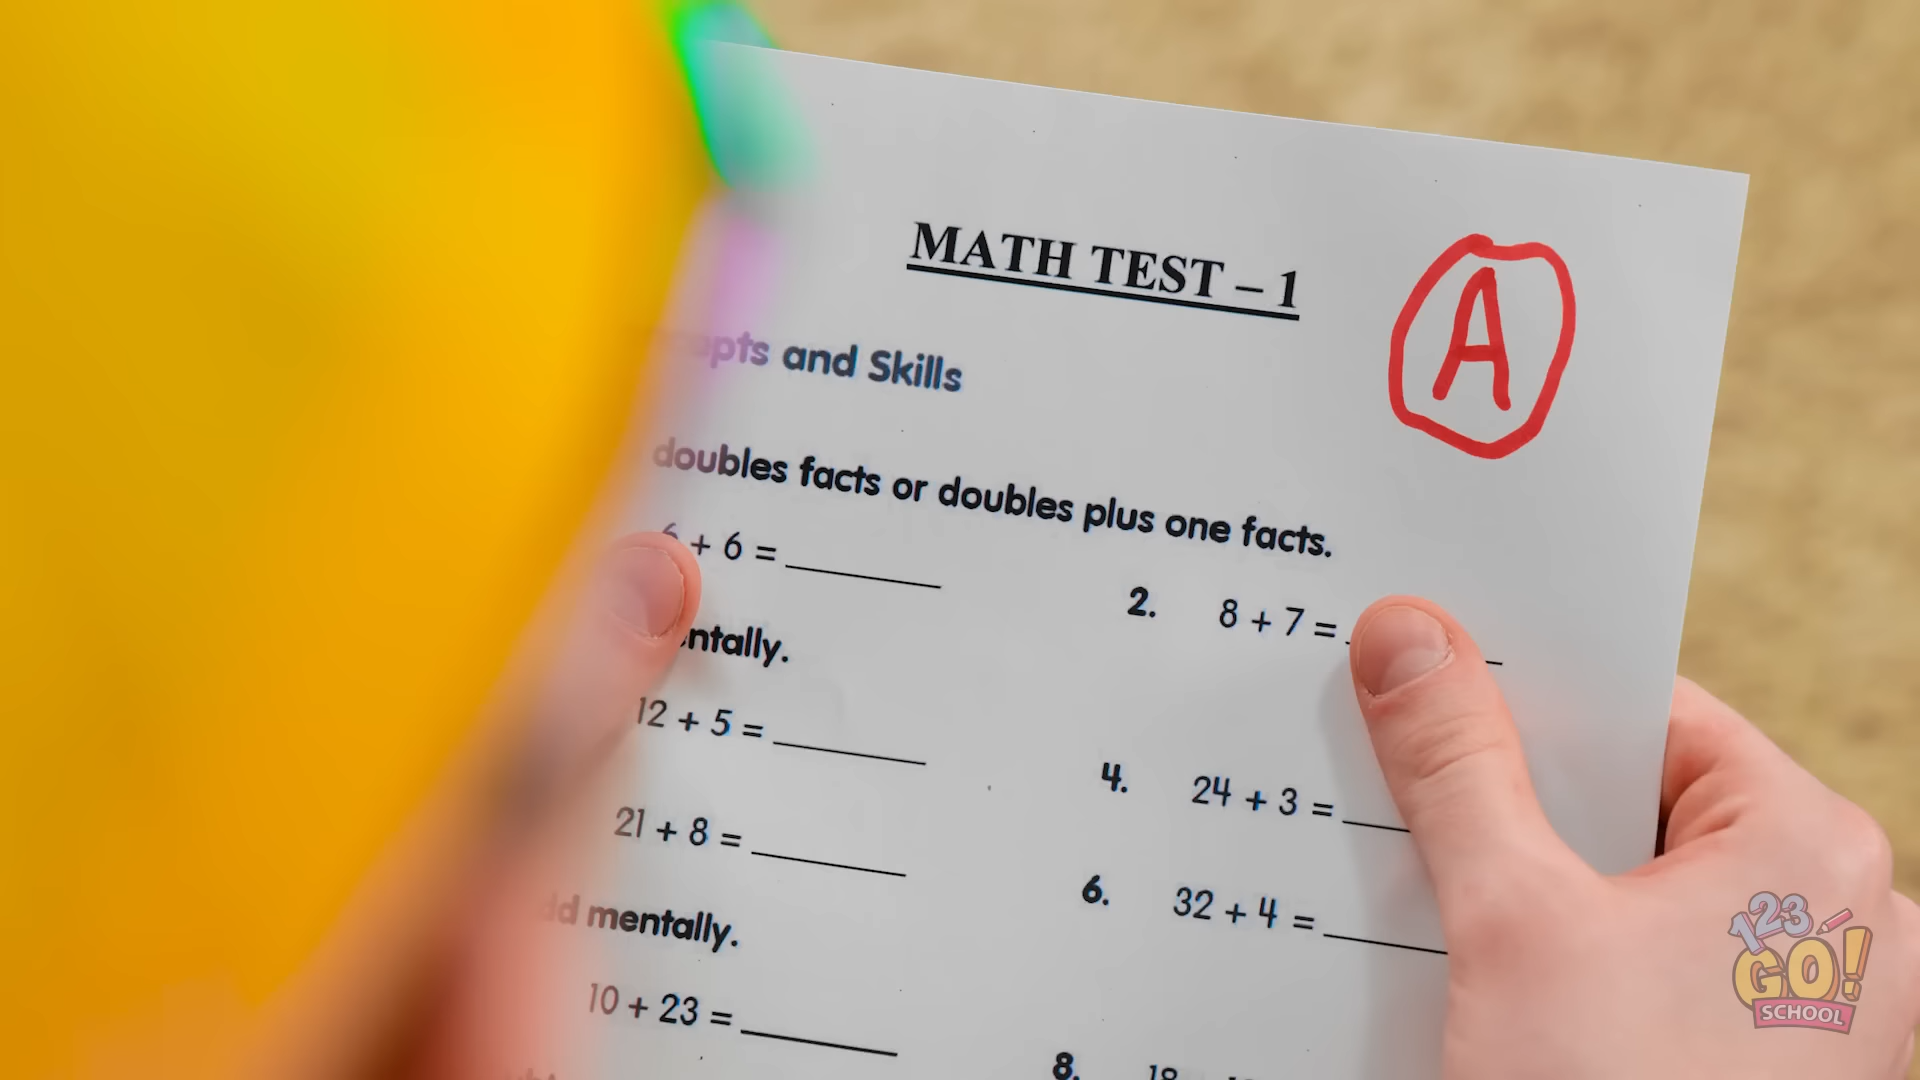 MATH TEST – 1
A
and Skills
doubles facts or doubles plus one facts.
6 + 6 =
2. 8 + 7 =
12 + 5 =
4. 24 + 3 =
21 + 8 =
6. 32 + 4 =
mentally.
10 + 23 =
8.
123 GO! SCHOOL